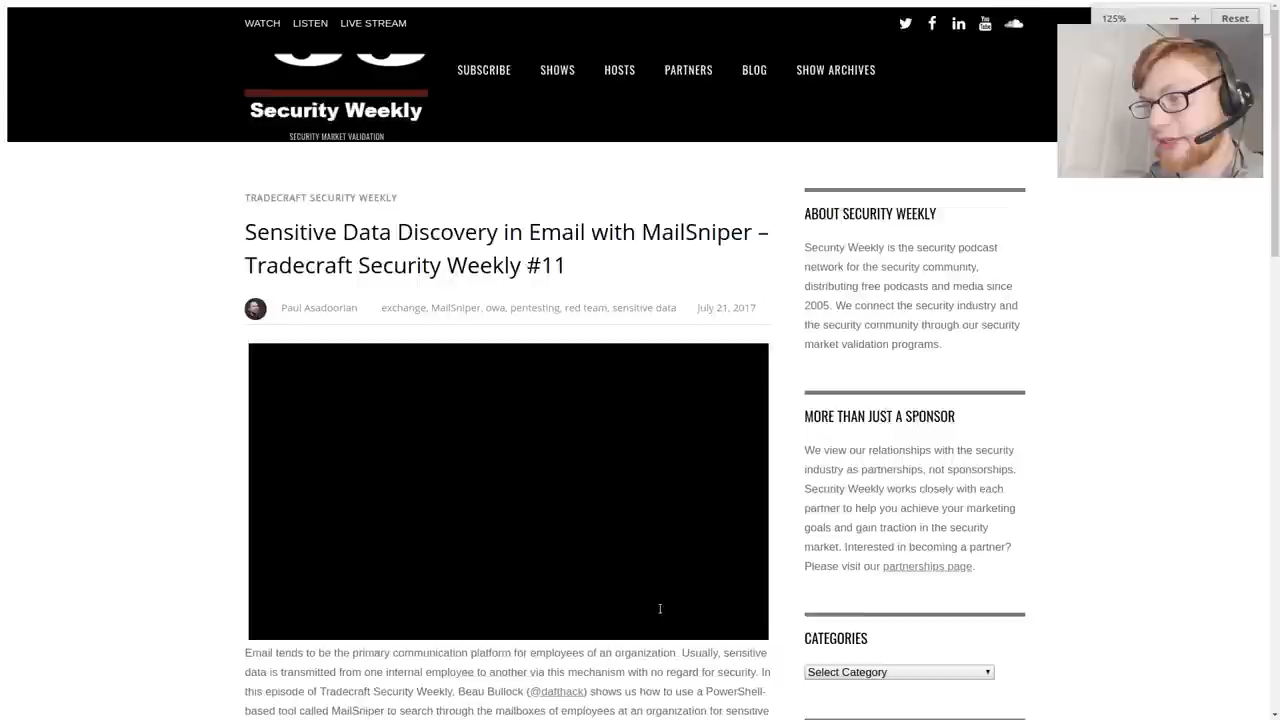 WATCH LISTEN LIVE STREAM
125% − + Reset
SUBSCRIBE SHOWS HOSTS PARTNERS BLOG SHOW ARCHIVES
Security Weekly
SECURITY MARKET VALIDATION
TRADECRAFT SECURITY WEEKLY
Sensitive Data Discovery in Email with MailSniper –
Tradecraft Security Weekly #11
Paul Asadoorian exchange, MailSniper, owa, pentesting, red team, sensitive data July 21, 2017
Email tends to be the primary communication platform for employees of an organization. Usually, sensitive
data is transmitted from one internal employee to another via this mechanism with no regard for security. In
this episode of Tradecraft Security Weekly, Beau Bullock (@dafthack) shows us how to use a PowerShell-
based tool called MailSniper to search through the mailboxes of employees at an organization for sensitive
ABOUT SECURITY WEEKLY
Security Weekly is the security podcast
network for the security community,
distributing free podcasts and media since
2005. We connect the security industry and
the security community through our security
market validation programs.
MORE THAN JUST A SPONSOR
We view our relationships with the security
industry as partnerships, not sponsorships.
Security Weekly works closely with each
partner to help you achieve your marketing
goals and gain traction in the security
market. Interested in becoming a partner?
Please visit our partnerships page.
CATEGORIES
Select Category